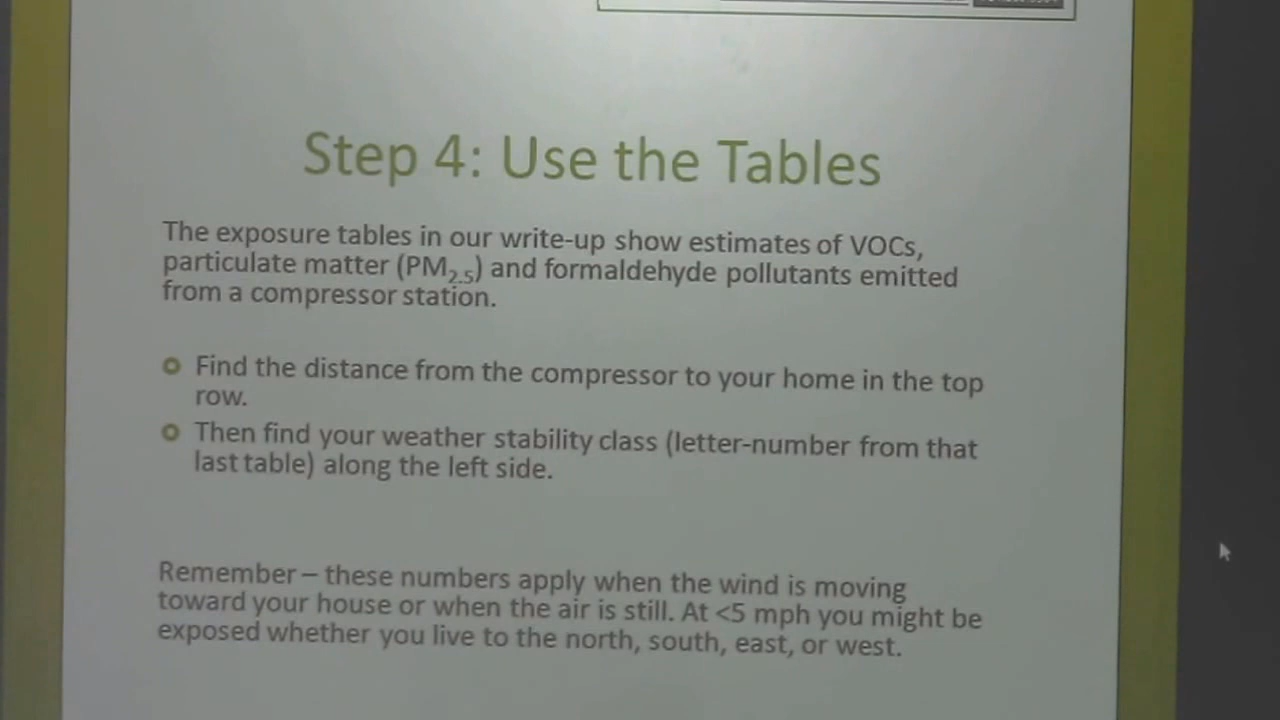 Step 4: Use the Tables
The exposure tables in our write-up show estimates of VOCs,
particulate matter (PM2.5) and formaldehyde pollutants emitted
from a compressor station.
Find the distance from the compressor to your home in the top
row.
Then find your weather stability class (letter-number from that
last table) along the left side.
Remember – these numbers apply when the wind is moving
toward your house or when the air is still. At <5 mph you might be
exposed whether you live to the north, south, east, or west.